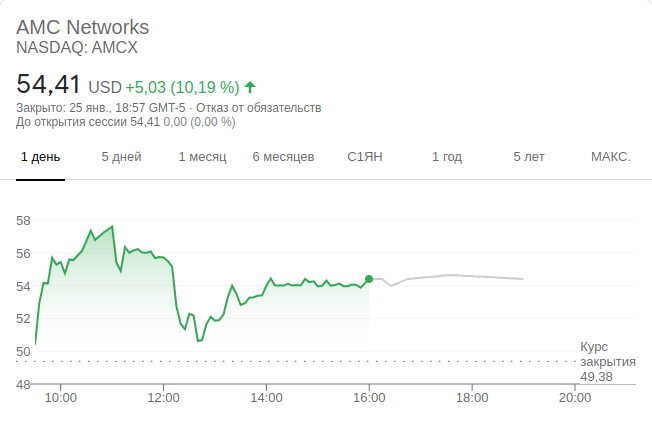 AMC Networks
NASDAQ: AMCX
54,41 USD +5,03 (10,19 %)
Закрыто: 25 янв., 18:57 GMT-5 · Отказ от обязательств
До открытия сессии 54,41 0,00 (0,00 %)
1 день 5 дней 1 месяц 6 месяцев С1ЯН 1 год 5 лет МАКС.
58
56
54
52
50
Курс
закрытия
49,38
48
10:00 12:00 14:00 16:00 18:00 20:00